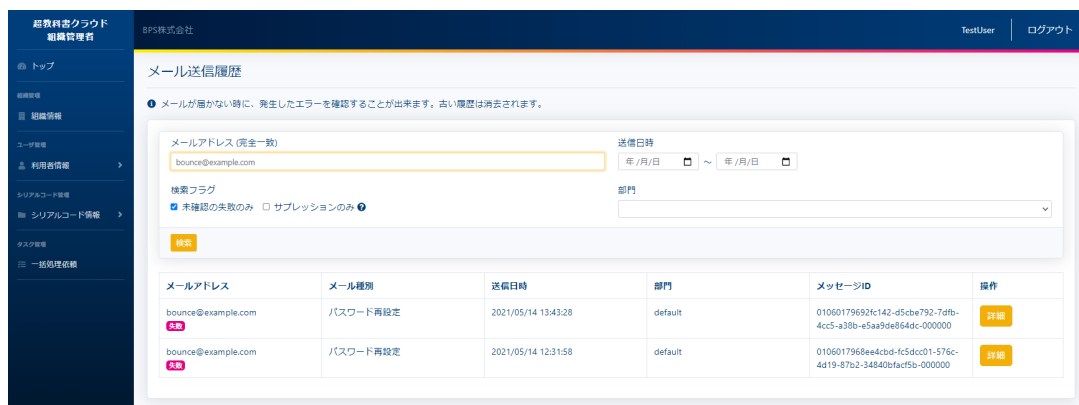 超教科書クラウド
組織管理者
BPS株式会社
TestUser
ログアウト
トップ
組織管理
組織情報
ユーザ管理
利用者情報
シリアルコード管理
シリアルコード情報
タスク管理
一括処理依頼
メール送信履歴
メールが届かない時に、発生したエラーを確認することが出来ます。古い履歴は消去されます。
メールアドレス (完全一致)
bounce@example.com
送信日時
年 /月/日 ~ 年 /月/日
検索フラグ
未確認の失敗のみ サプレッションのみ
部門
検索
メールアドレス メール種別 送信日時 部門 メッセージID 操作
bounce@example.com パスワード再設定 2021/05/14 13:43:28 default 01060179692fc142-d5cbe792-7dfb-
失敗 4cc5-a38b-e5aa9de864dc-000000 詳細
bounce@example.com パスワード再設定 2021/05/14 12:31:58 default 0106017968ee4cbd-fc5dcc01-576c-
失敗 4d19-87b2-34840bfacf5b-000000 詳細